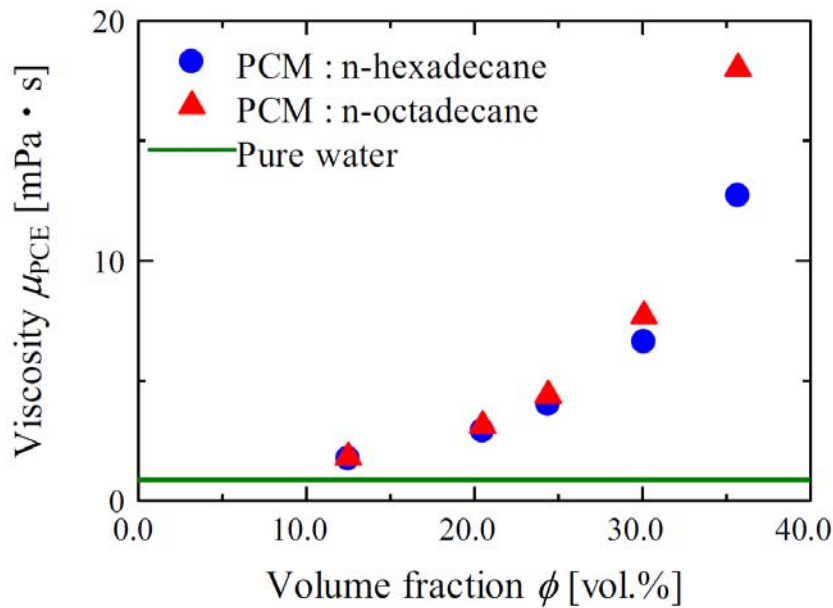 20
PCM : n-hexadecane
PCM : n-octadecane
Pure water
10
0
0.0 10.0 20.0 30.0 40.0
Viscosity μPCE [mPa・s]
Volume fraction ϕ [vol.%]